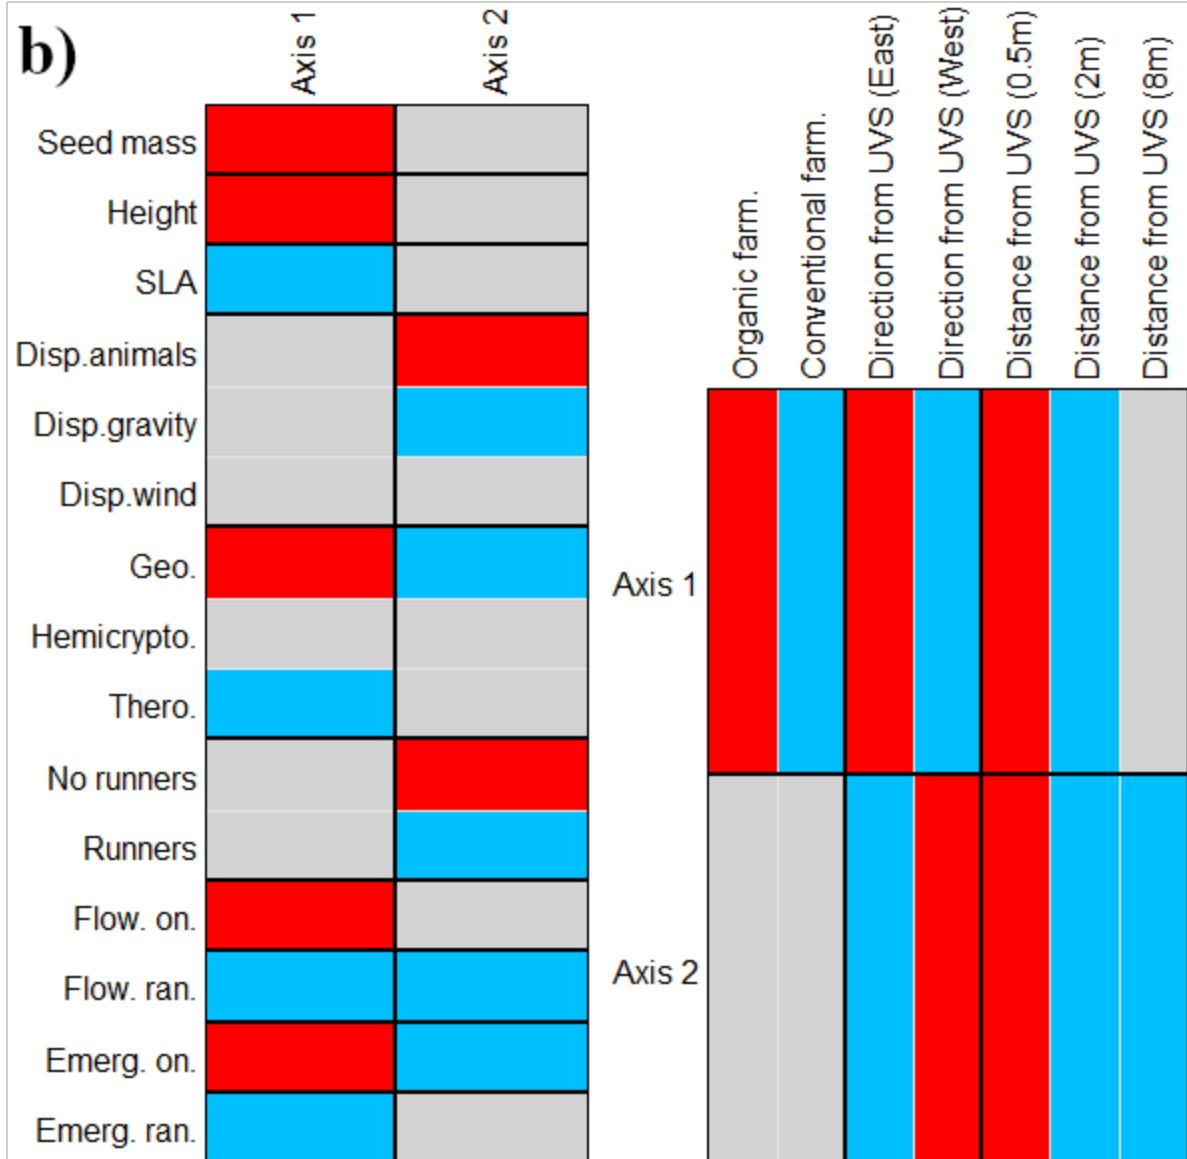 b)
Axis 1
Axis 2
Seed mass
Height
SLA
Disp.animals
Disp.gravity
Disp.wind
Geo.
Hemicrypto.
Thero.
No runners
Runners
Flow. on.
Flow. ran.
Emerg. on.
Emerg. ran.
Organic farm.
Conventional farm.
Direction from UVS (East)
Direction from UVS (West)
Distance from UVS (0.5m)
Distance from UVS (2m)
Distance from UVS (8m)
Axis 1
Axis 2